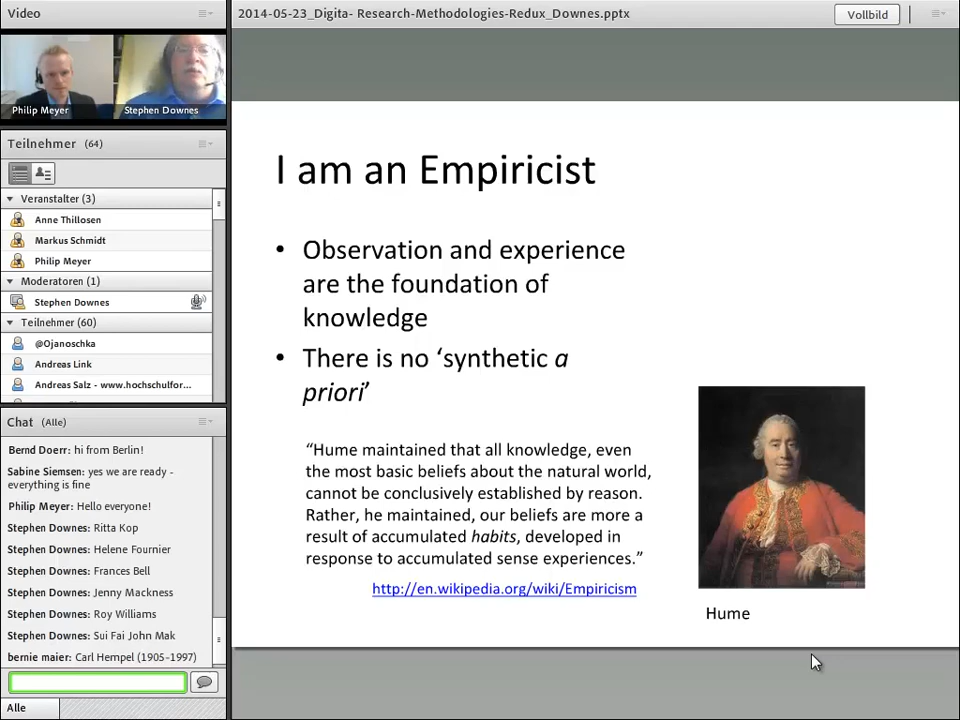 Video
Philip Meyer
Stephen Downes
Teilnehmer (64)
Veranstalter (3)
Anne Thillosen
Markus Schmidt
Philip Meyer
Moderatoren (1)
Stephen Downes
Teilnehmer (60)
@Ojanoschka
Andreas Link
Andreas Salz - www.hochschulfor...
Chat (Alle)
Bernd Doerr: hi from Berlin!
Sabine Siemsen: yes we are ready -
everything is fine
Philip Meyer: Hello everyone!
Stephen Downes: Ritta Kop
Stephen Downes: Helene Fournier
Stephen Downes: Frances Bell
Stephen Downes: Jenny Mackness
Stephen Downes: Roy Williams
Stephen Downes: Sui Fai John Mak
bernie maier: Carl Hempel (1905-1997)
Alle
2014-05-23_Digita- Research-Methodologies-Redux_Downes.pptx
Vollbild
I am an Empiricist
• Observation and experience
are the foundation of
knowledge
• There is no ‘synthetic a
priori’
“Hume maintained that all knowledge, even
the most basic beliefs about the natural world,
cannot be conclusively established by reason.
Rather, he maintained, our beliefs are more a
result of accumulated habits, developed in
response to accumulated sense experiences.”
http://en.wikipedia.org/wiki/Empiricism
Hume